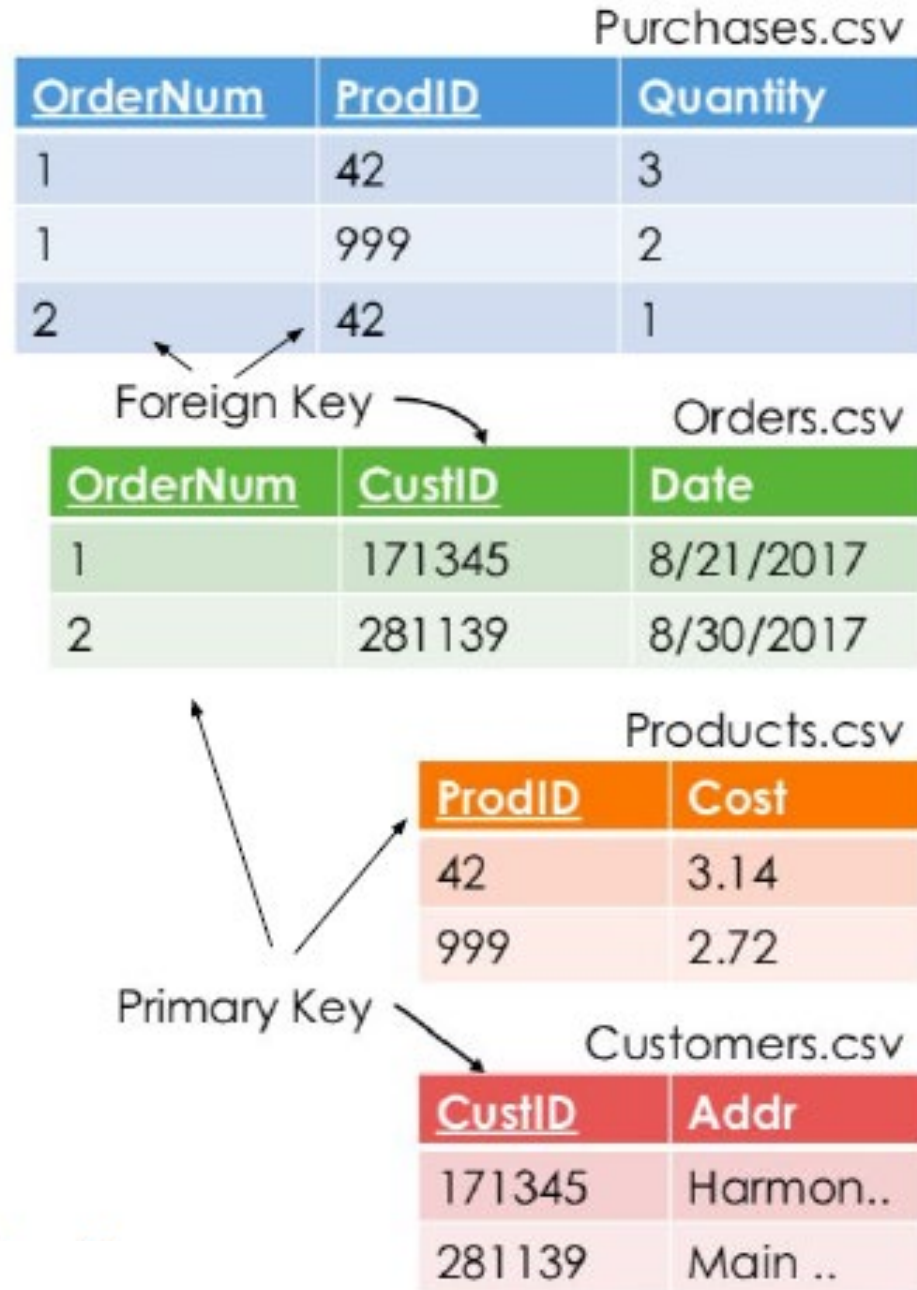 Purchases.csv
OrderNum ProdID Quantity
1 42 3
1 999 2
2 42 1
Foreign Key
Orders.csv
OrderNum CustID Date
1 171345 8/21/2017
2 281139 8/30/2017
Products.csv
ProdID Cost
42 3.14
999 2.72
Primary Key
Customers.csv
CustID Addr
171345 Harmon..
281139 Main ..